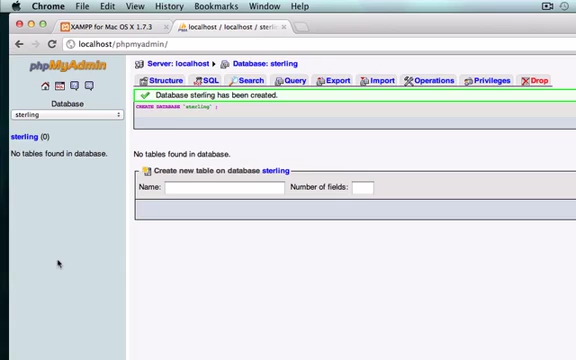 Chrome File Edit View History Bookmarks Window Help
XAMPP for Mac OS X 1.7.3
localhost / localhost / sterl
localhost/phpmyadmin/
phpMyAdmin
Database
sterling
sterling (0)
No tables found in database.
Server: localhost Database: sterling
Structure SQL Search Query Export Import Operations Privileges Drop
Database sterling has been created.
CREATE DATABASE `sterling` ;
No tables found in database.
Create new table on database sterling
Name: Number of fields: